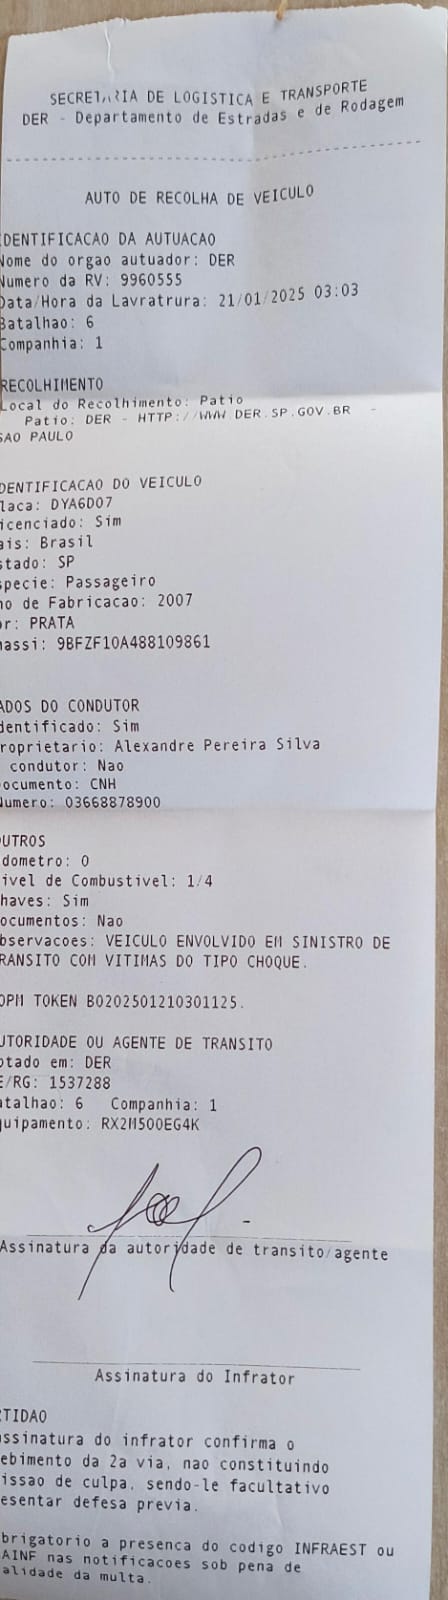 SECRETARIA DE LOGISTICA E TRANSPORTE
DER - Departamento de Estradas e de Rodagem
AUTO DE RECOLHA DE VEICULO
IDENTIFICACAO DA AUTUACAO
Nome do orgao autuador: DER
Numero da RV: 9960555
Data/Hora da Lavratrura: 21/01/2025 03:03
Batalhao: 6
Companhia: 1
RECOLHIMENTO
Local do Recolhimento: Patio
Patio: DER - HTTP://WWW.DER.SP.GOV.BR -
SAO PAULO
DENTIFICACAO DO VEICULO
laca: DYA6D07
icenciado: Sim
ais: Brasil
stado: SP
specie: Passageiro
no de Fabricacao: 2007
or: PRATA
hassi: 9BFZF10A488109861
ADOS DO CONDUTOR
dentificado: Sim
roprietario: Alexandre Pereira Silva
condutor: Nao
ocumento: CNH
Numero: 03668878900
OUTROS
dometro: 0
ivel de Combustivel: 1/4
haves: Sim
ocumentos: Nao
bservacoes: VEICULO ENVOLVIDO EM SINISTRO DE
RANSITO COM VITIMAS DO TIPO CHOQUE.
OPM TOKEN B0202501210301125.
UTORIDADE OU AGENTE DE TRANSITO
otado em: DER
E/RG: 1537288
atalhao: 6 Companhia: 1
quipamento: RX2M500EG4K
Assinatura da autoridade de transito/agente
Assinatura do Infrator
RTIDAO
assinatura do infrator confirma o
ebimento da 2a via, nao constituindo
issao de culpa, sendo-le facultativo
esentar defesa previa.
brigatorio a presenca do codigo INFRAEST ou
AINF nas notificacoes sob pena de
alidade da multa.